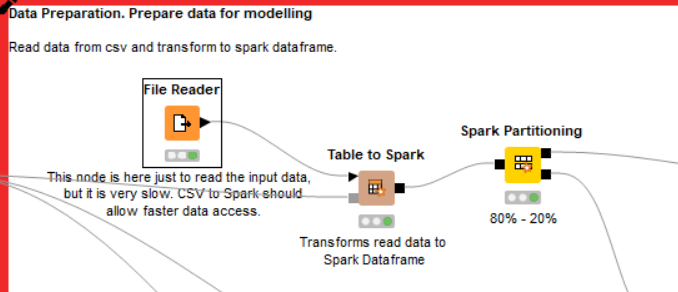 Data Preparation. Prepare data for modelling
Read data from csv and transform to spark dataframe.
File Reader
This node is here just to read the input data,
but it is very slow. CSV to Spark should
allow faster data access.
Table to Spark
Transforms read data to
Spark Dataframe
Spark Partitioning
80% - 20%